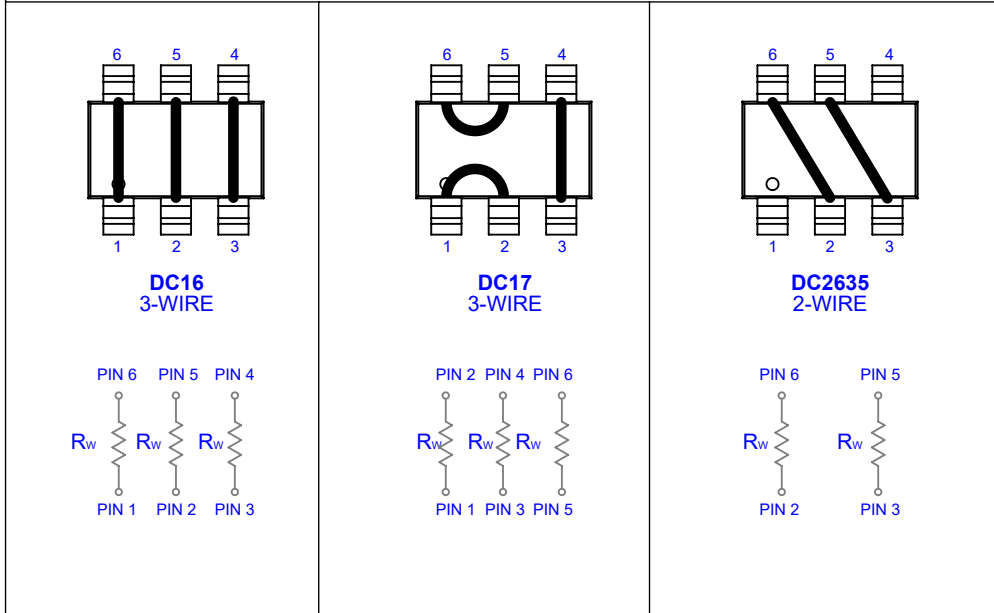 6 5 4
1 2 3
DC16
3-WIRE
PIN 6 PIN 5 PIN 4
RW RW RW
PIN 1 PIN 2 PIN 3
6 5 4
1 2 3
DC17
3-WIRE
PIN 2 PIN 4 PIN 6
RW RW RW
PIN 1 PIN 3 PIN 5
6 5 4
1 2 3
DC2635
2-WIRE
PIN 6 PIN 5
RW RW
PIN 2 PIN 3